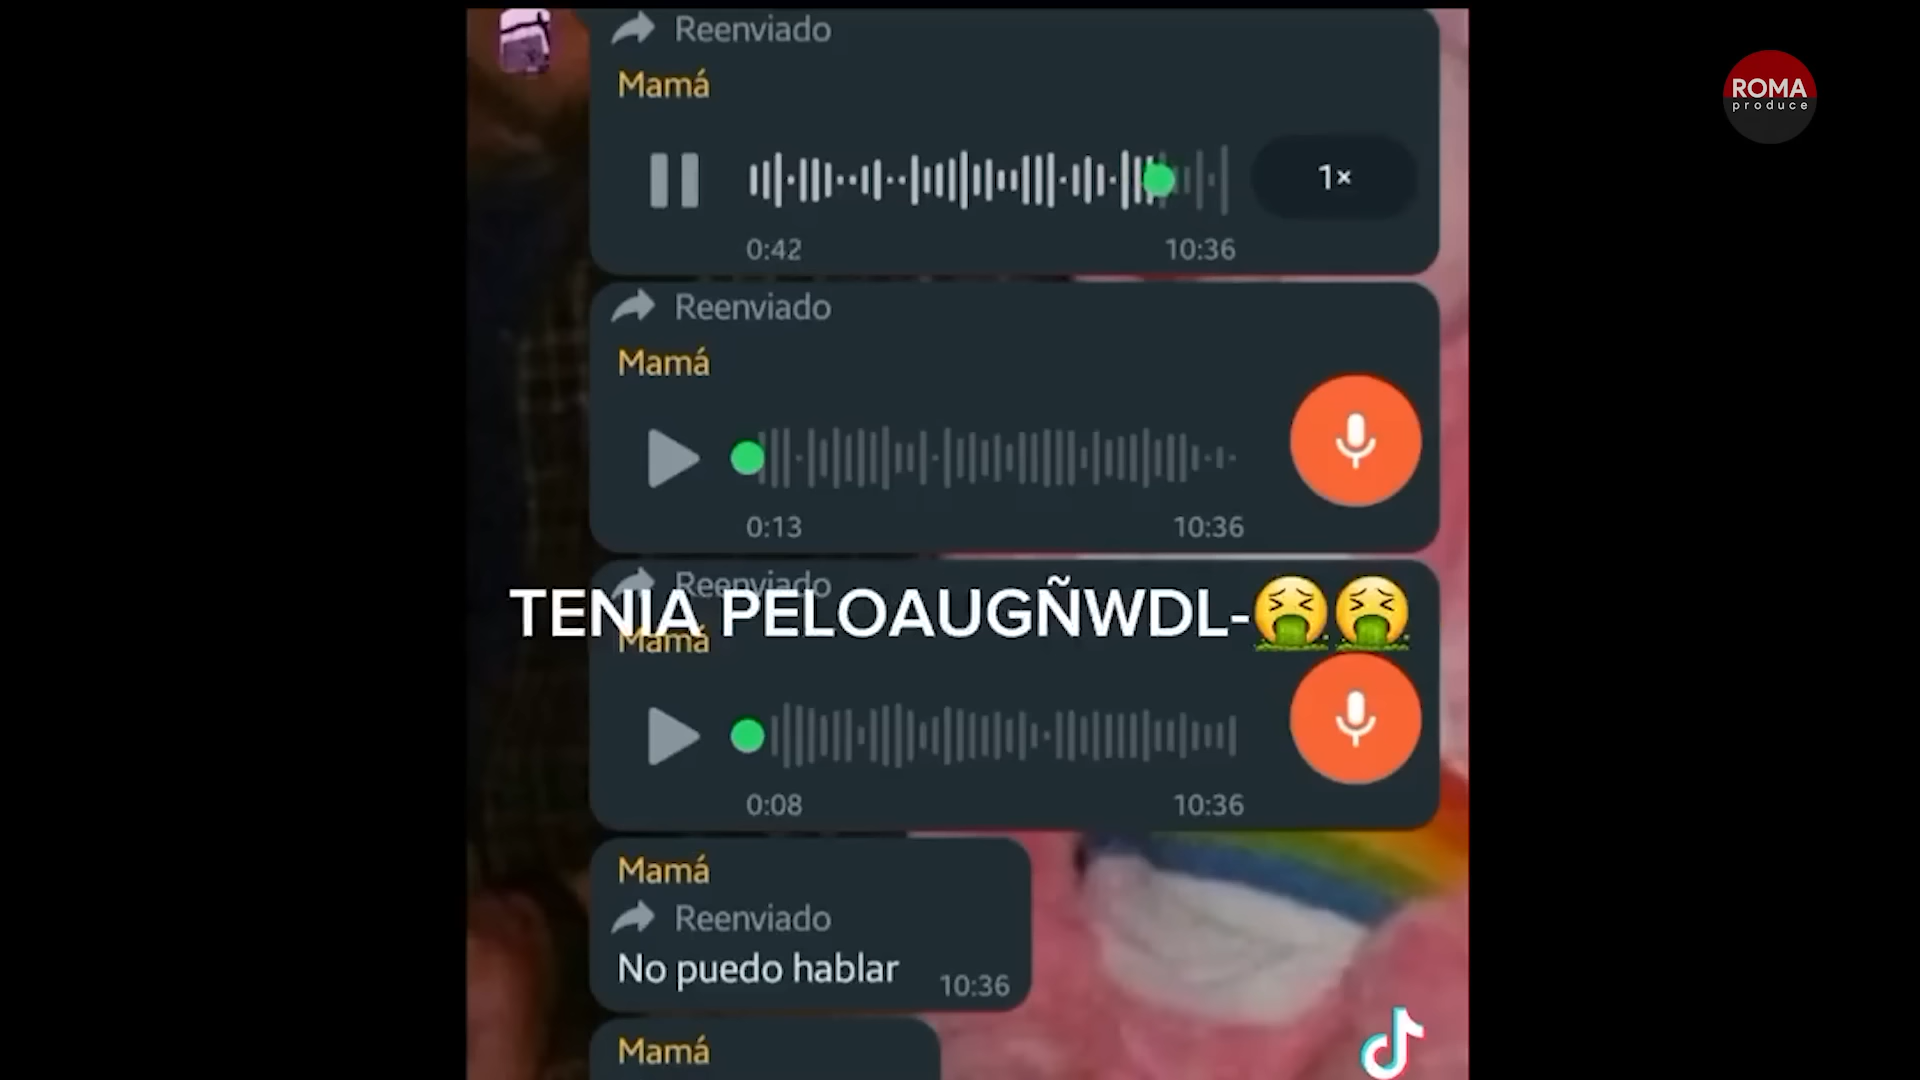 Reenviado
ROMA
produce
Mamá
1×
0:42 10:36
Reenviado
Mamá
0:13 10:36
Reenviado
TENIA PELOAUGÑWDL-🤮🤮
Mamá
0:08 10:36
Mamá
Reenviado
No puedo hablar 10:36
Mamá